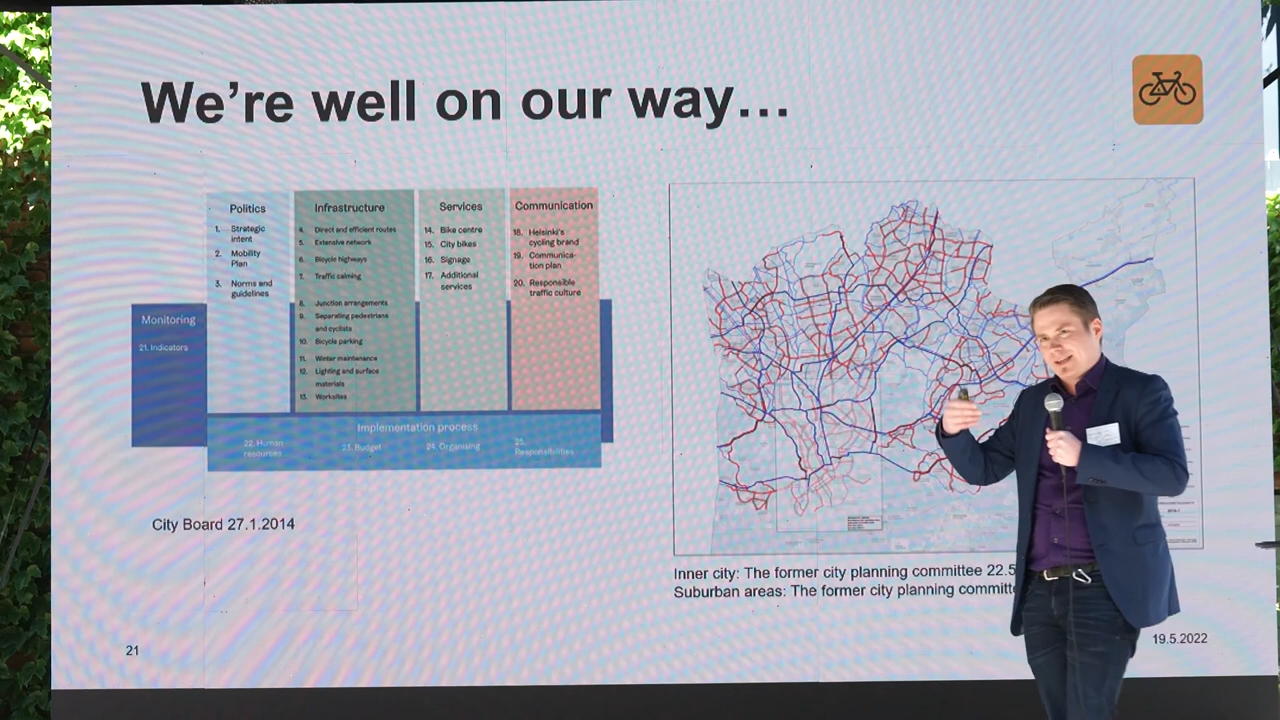 We're well on our way...
Politics
1. Strategic
intent
2. Mobility
Plan
3. Norms and
guidelines
Infrastructure
4. Direct and efficient routes
5. Extensive network
6. Bicycle highways
7. Traffic calming
8. Junction arrangements
9. Separating pedestrians
and cyclists
10. Bicycle parking
11. Winter maintenance
12. Lighting and surface
materials
13. Worksites
Services
14. Bike centre
15. City bikes
16. Signage
17. Additional
services
Communication
18. Helsinki's
cycling brand
19. Communica-
tion plan
20. Responsible
traffic culture
Monitoring
21. Indicators
Implementation process
22. Human
resources
23. Budget
24. Organising
25.
Responsibilities
City Board 27.1.2014
Inner city: The former city planning committee 22.5
Suburban areas: The former city planning
21
19.5.2022